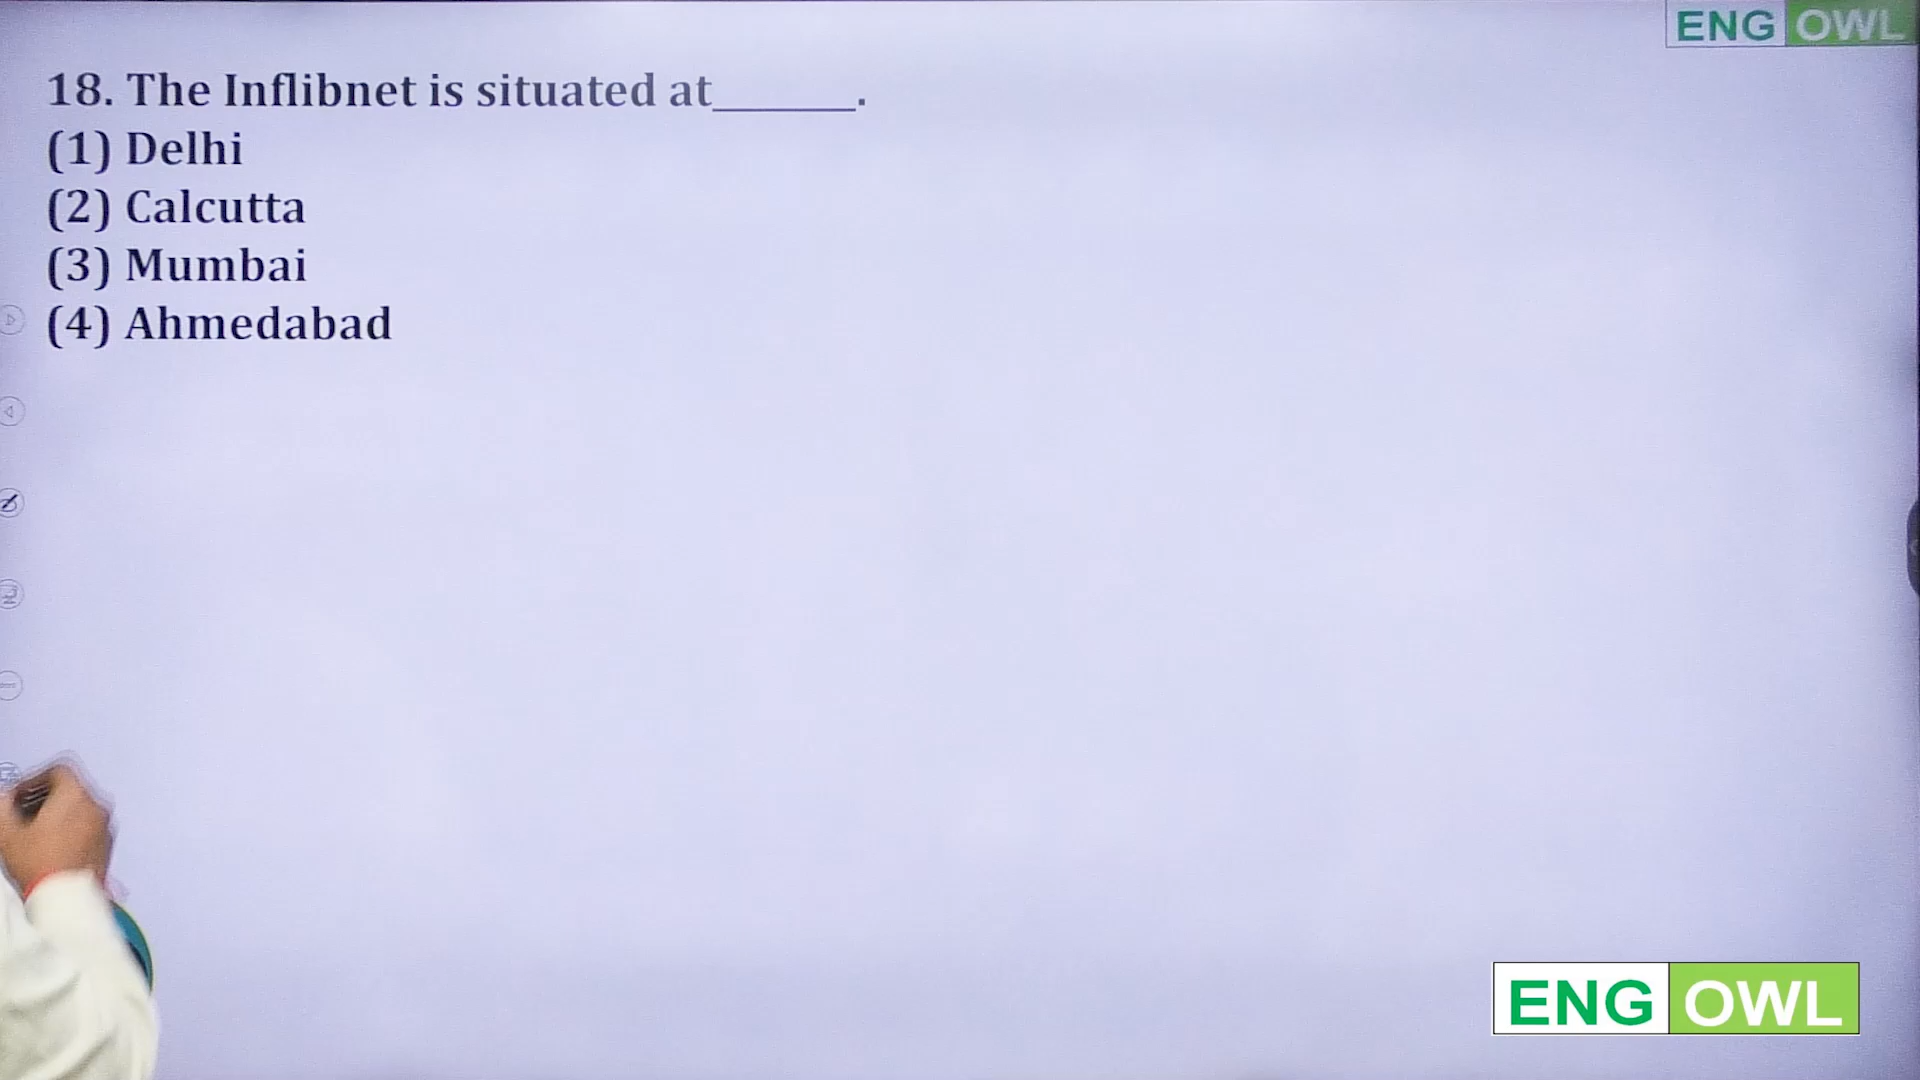 ENG OWL
18. The Inflibnet is situated at______.
(1) Delhi
(2) Calcutta
(3) Mumbai
(4) Ahmedabad
ENG OWL